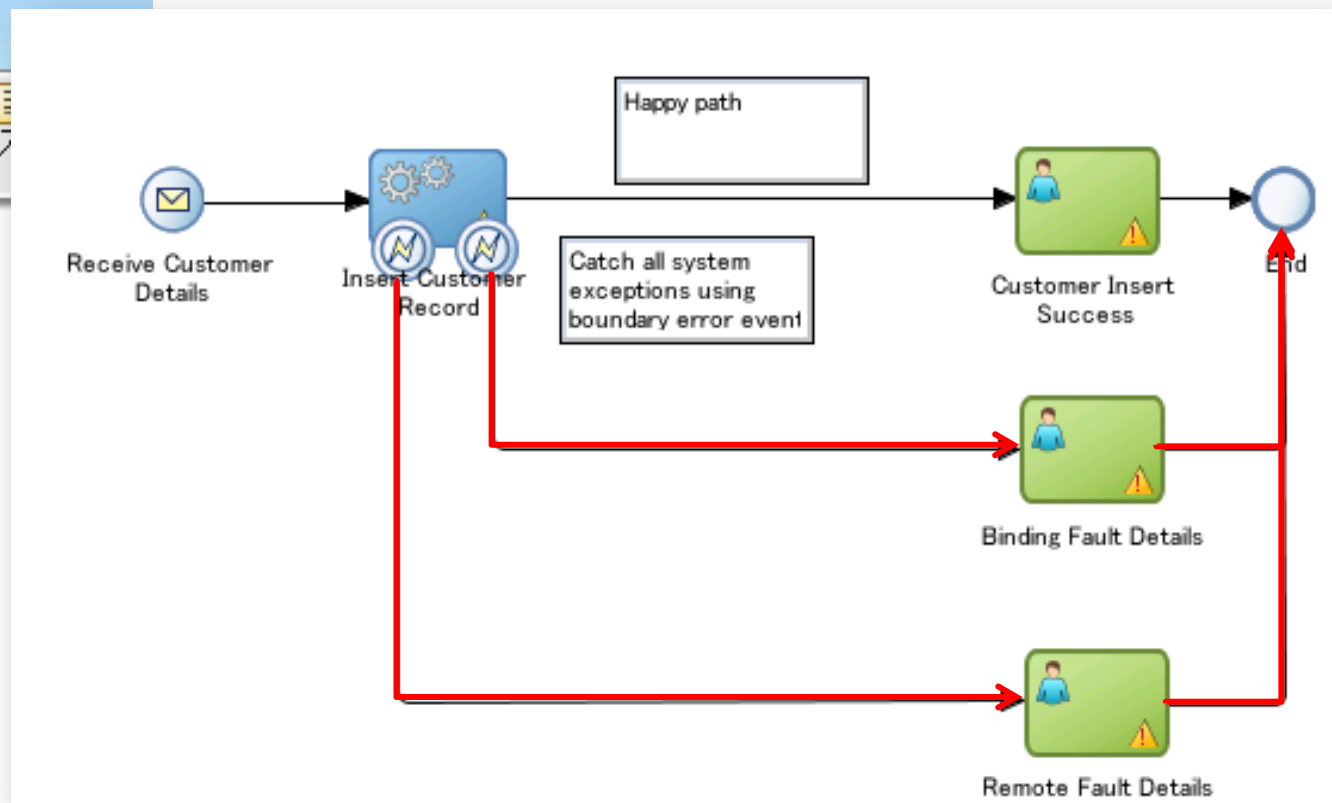 Happy path
Receive Customer
Details
Insert Customer
Record
Catch all system
exceptions using
boundary error event
Customer Insert
Success
End
Binding Fault Details
Remote Fault Details